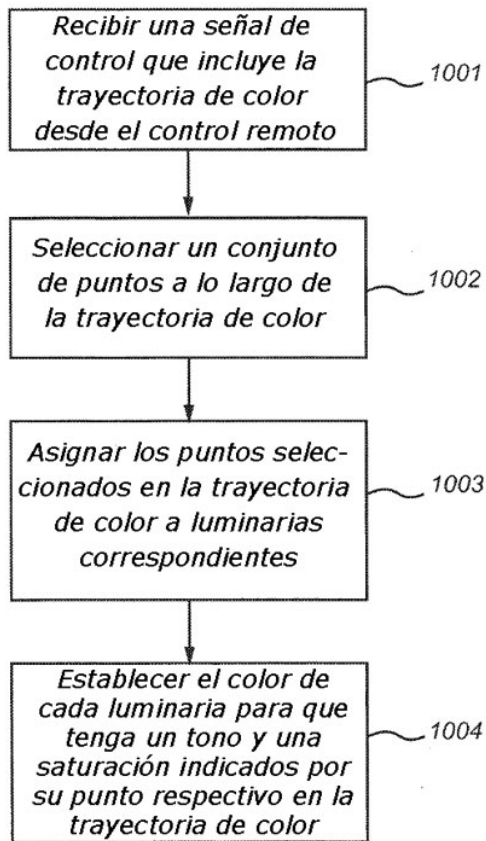 Recibir una señal de
control que incluye la
trayectoria de color
desde el control remoto
1001
Seleccionar un conjunto
de puntos a lo largo de
la trayectoria de color
1002
Asignar los puntos selec-
cionados en la trayectoria
de color a luminarias
correspondientes
1003
Establecer el color de
cada luminaria para que
tenga un tono y una
saturación indicados por
su punto respectivo en la
trayectoria de color
1004